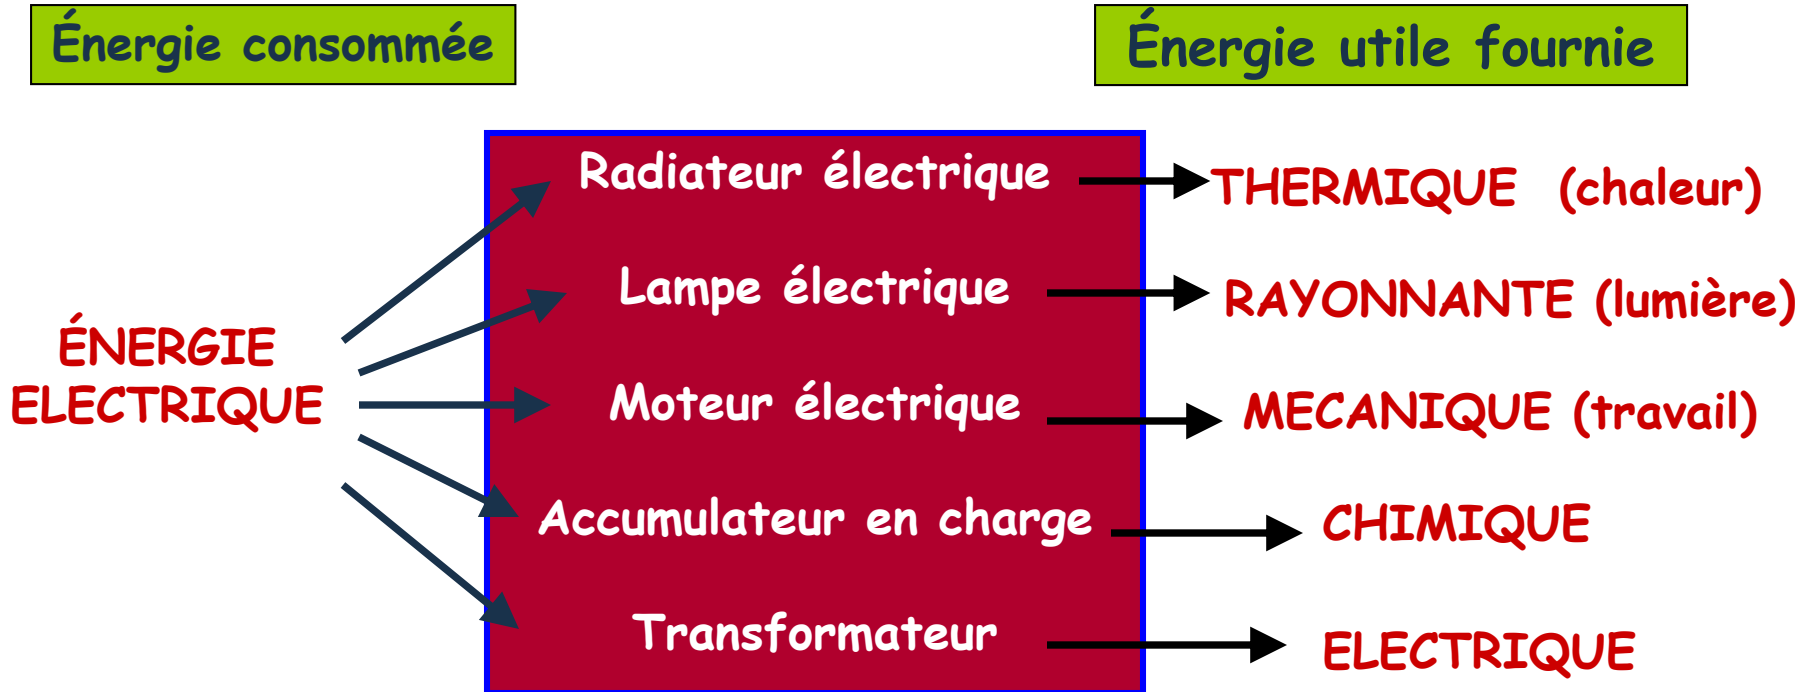 Énergie consommée
Énergie utile fournie
Radiateur électrique
THERMIQUE (chaleur)
Lampe électrique
RAYONNANTE (lumière)
ÉNERGIE
ELECTRIQUE
Moteur électrique
MECANIQUE (travail)
Accumulateur en charge
CHIMIQUE
Transformateur
ELECTRIQUE